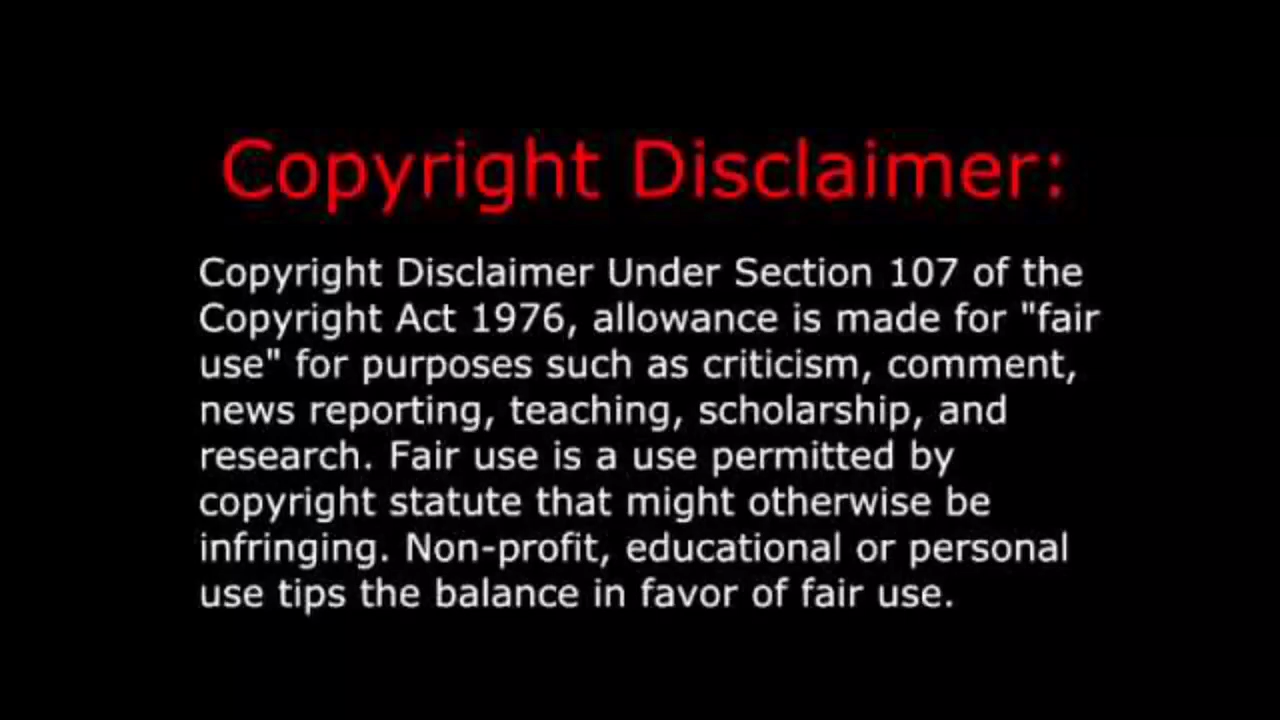 Copyright Disclaimer:
Copyright Disclaimer Under Section 107 of the
Copyright Act 1976, allowance is made for "fair
use" for purposes such as criticism, comment,
news reporting, teaching, scholarship, and
research. Fair use is a use permitted by
copyright statute that might otherwise be
infringing. Non-profit, educational or personal
use tips the balance in favor of fair use.